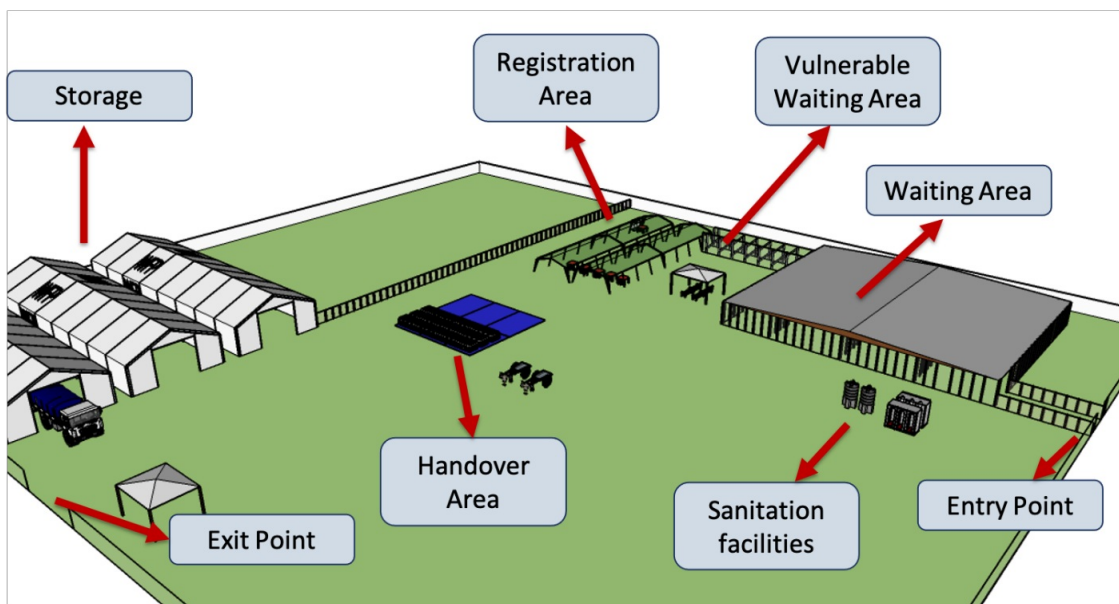 Storage
Registration
Area
Vulnerable
Waiting Area
Waiting Area
Handover
Area
Sanitation
facilities
Entry Point
Exit Point